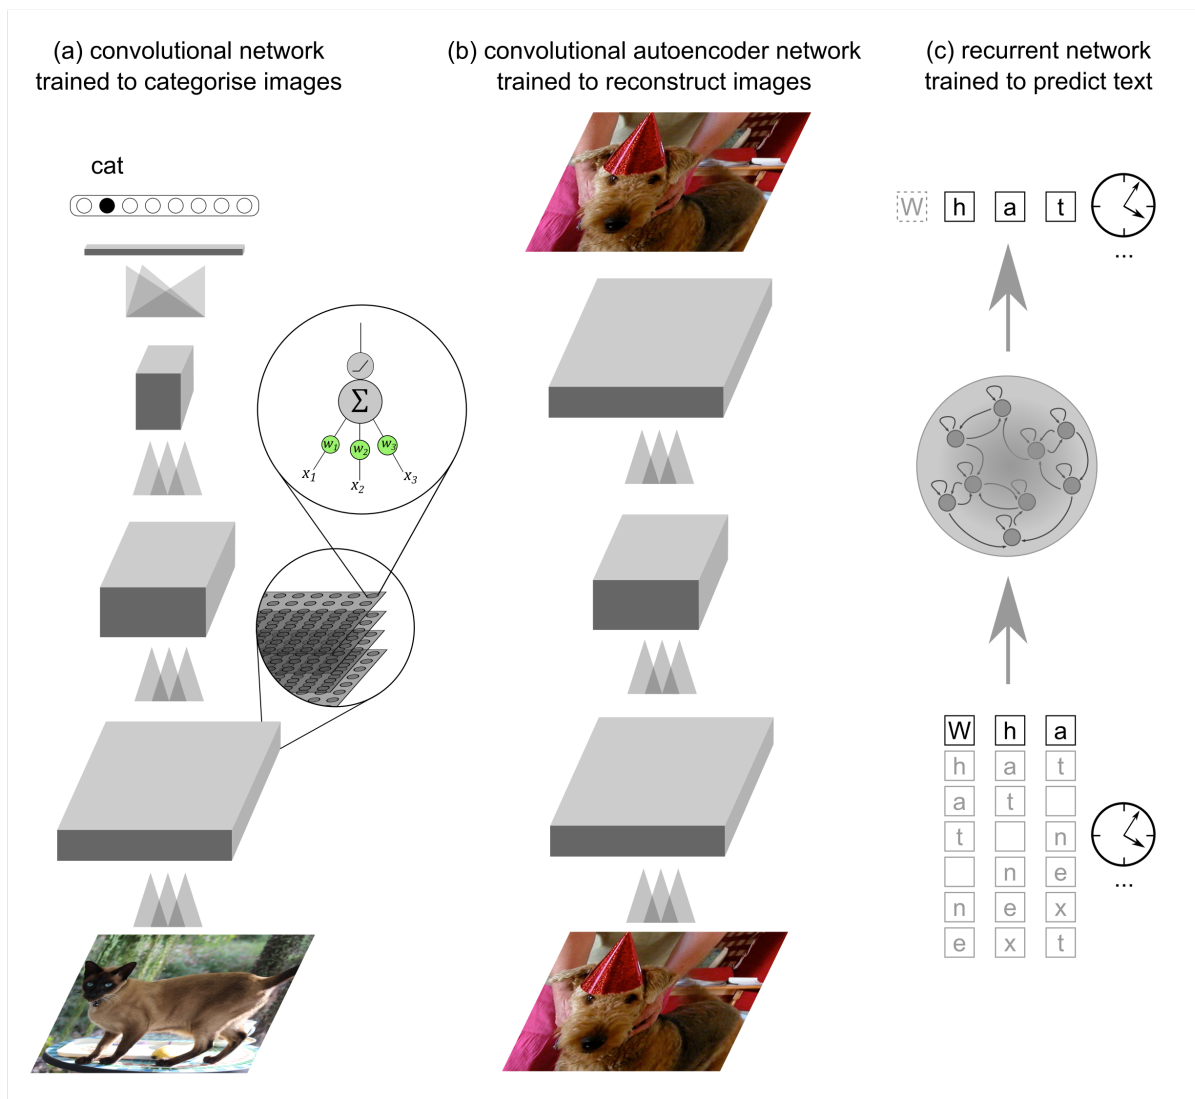 (a) convolutional network
trained to categorise images
cat
Σ
w1 w2 w3
x1 x2 x3
(b) convolutional autoencoder network
trained to reconstruct images
(c) recurrent network
trained to predict text
W h a t
...
W h a
h a t
a t
t n
n e
n e x
e x t
...